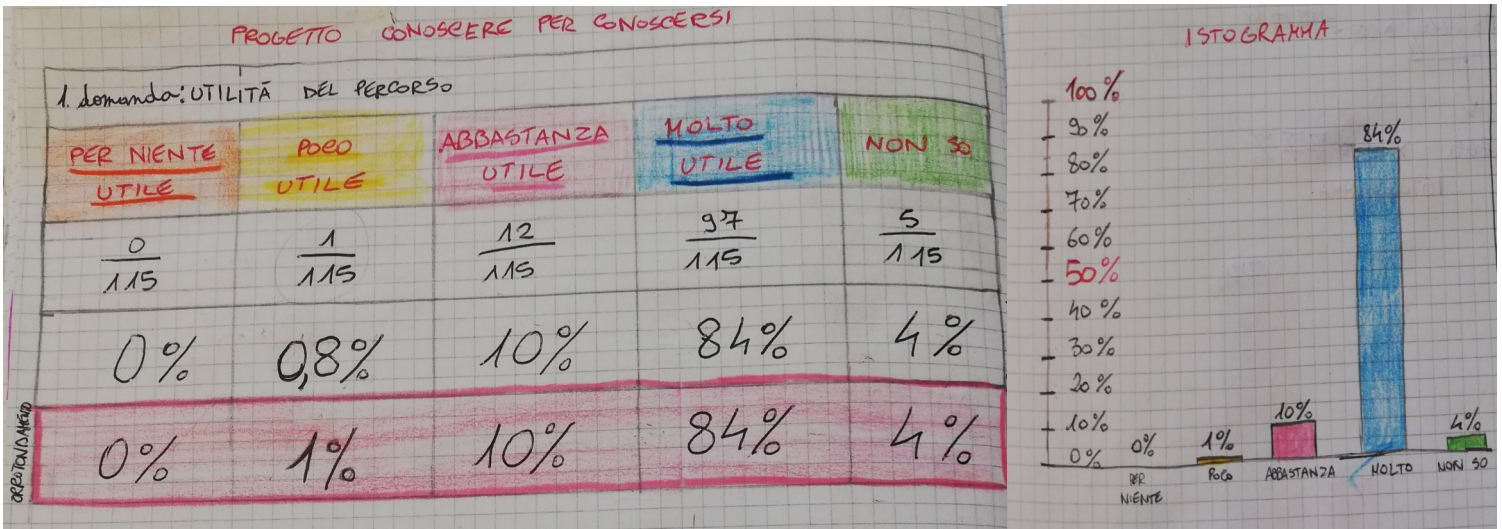 PROGETTO CONOSCERE PER CONOSCERSI
1. domanda: UTILITÀ DEL PERCORSO
PER NIENTE UTILE
POCO UTILE
ABBASTANZA UTILE
MOLTO UTILE
NON SO
0/115
1/115
12/115
97/115
5/115
0% 0,8% 10% 84% 4%
ARROTONDAMENTO
0% 1% 10% 84% 4%
ISTOGRAMMA
100%
90%
80%
70%
60%
50%
40%
30%
20%
10%
0%
0% 1% 10% 84% 4%
PER NIENTE
POCO
ABBASTANZA
MOLTO
NON SO